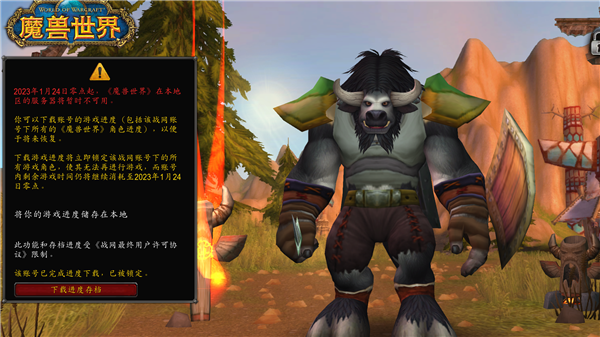 WORLD OF WARCRAFT
魔兽世界
2023年1月24日零点起，《魔兽世界》在本地
区的服务器将暂时不可用。
你可以下载账号的游戏进度（包括该战网账
号下所有的《魔兽世界》角色进度），以便
于将来恢复。
下载游戏进度将立即锁定该战网账号下的所
有游戏角色，使其无法再进行游戏，而账号
内剩余游戏时间仍将继续消耗至2023年1月24
日零点。
将你的游戏进度储存在本地
此功能和存档进度受《战网最终用户许可协
议》限制。
该账号已完成进度下载，已被锁定。
下载进度存档